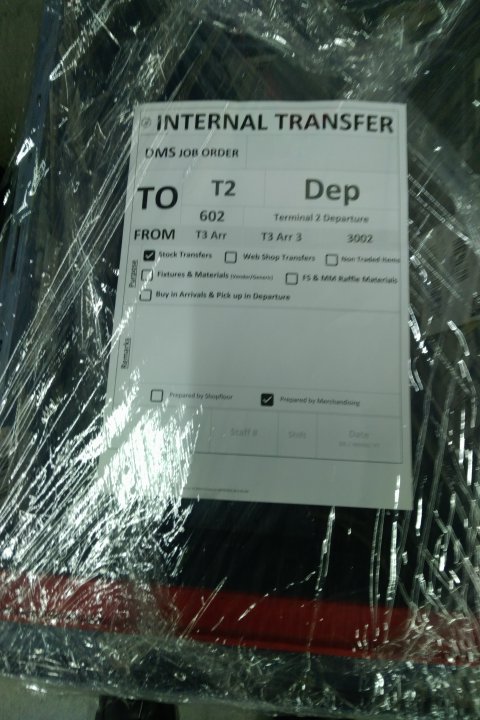 INTERNAL TRANSFER
DMS JOB ORDER
TO T2 Dep
602 Terminal 2 Departure
FROM T3 Arr T3 Arr 3 3002
Purpose
Stock Transfers Web Shop Transfers Non Traded Items
Fixtures & Materials (Vendor/Generic) FS & MM Raffle Materials
Buy in Arrivals & Pick up in Departure
Remarks
Prepared by Shopfloor Prepared by Merchandising
Staff # Date